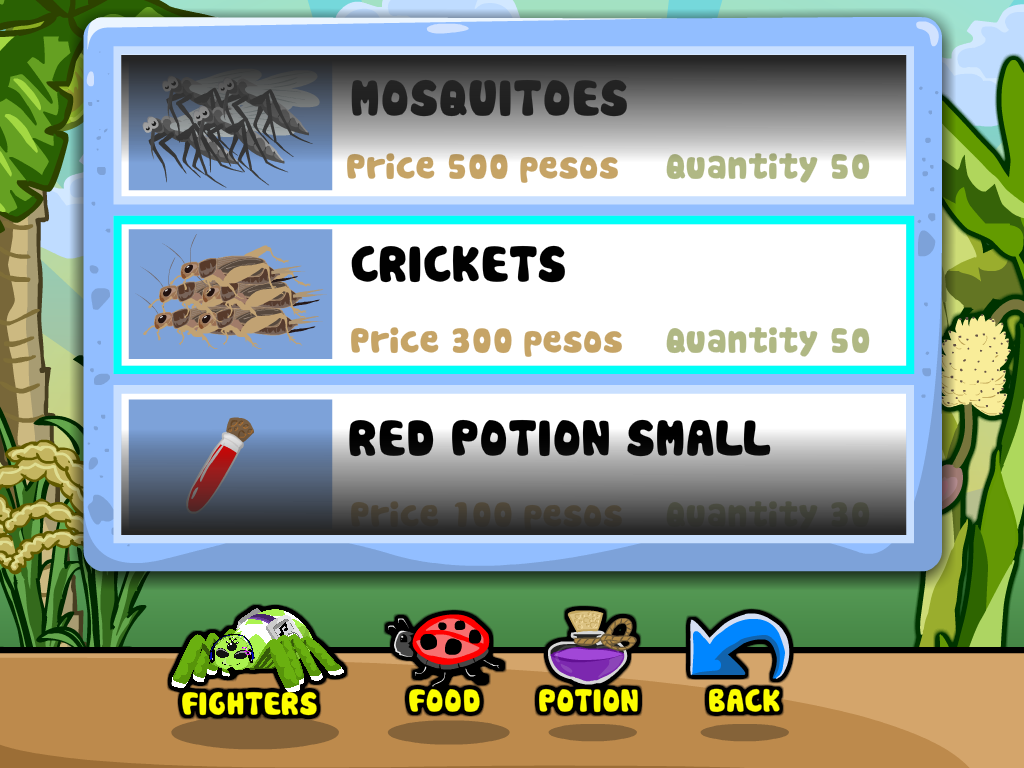 MOSQUITOES
Price 500 pesos Quantity 50
CRICKETS
Price 300 pesos Quantity 50
RED POTION SMALL
Price 100 pesos Quantity 30
FIGHTERS FOOD POTION BACK